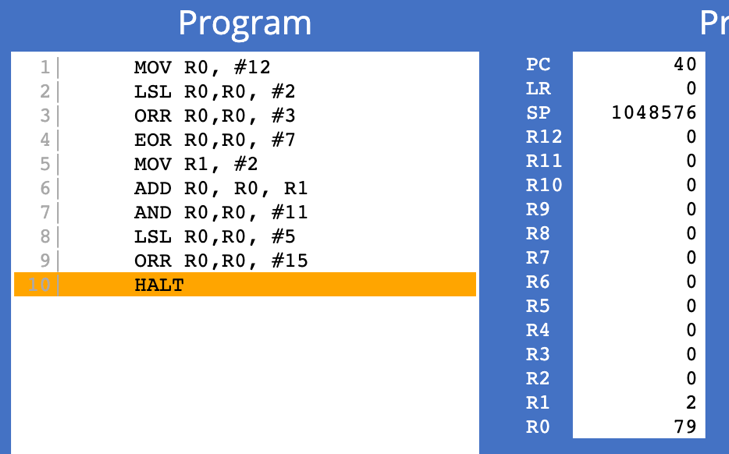 Program
Pr
1| MOV R0, #12
2| LSL R0,R0, #2
3| ORR R0,R0, #3
4| EOR R0,R0, #7
5| MOV R1, #2
6| ADD R0, R0, R1
7| AND R0,R0, #11
8| LSL R0,R0, #5
9| ORR R0,R0, #15
10| HALT
PC 40
LR 0
SP 1048576
R12 0
R11 0
R10 0
R9 0
R8 0
R7 0
R6 0
R5 0
R4 0
R3 0
R2 0
R1 2
R0 79